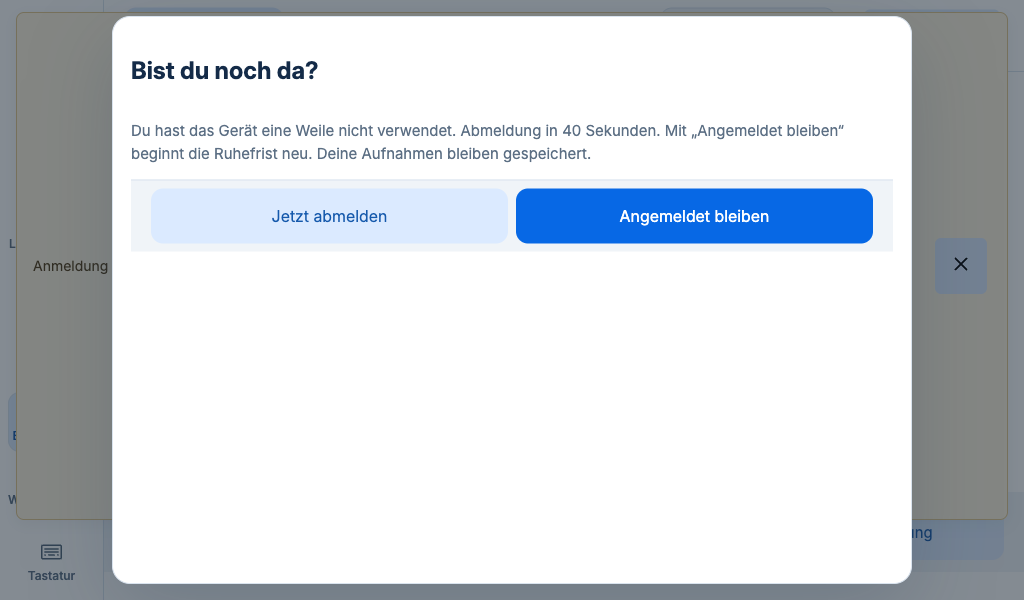 Bist du noch da?
Du hast das Gerät eine Weile nicht verwendet. Abmeldung in 40 Sekunden. Mit „Angemeldet bleiben“
beginnt die Ruhefrist neu. Deine Aufnahmen bleiben gespeichert.
Jetzt abmelden
Angemeldet bleiben
Anmeldung
Tastatur